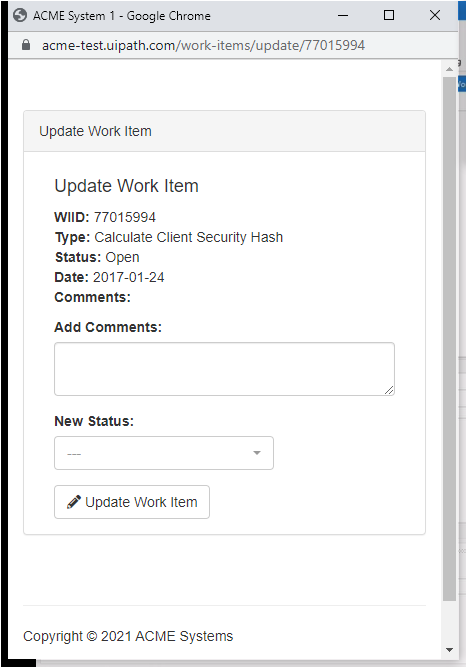 ACME System 1 - Google Chrome
acme-test.uipath.com/work-items/update/77015994
Update Work Item
Update Work Item
WIID: 77015994
Type: Calculate Client Security Hash
Status: Open
Date: 2017-01-24
Comments:
Add Comments:
New Status:
---
Update Work Item
Copyright © 2021 ACME Systems